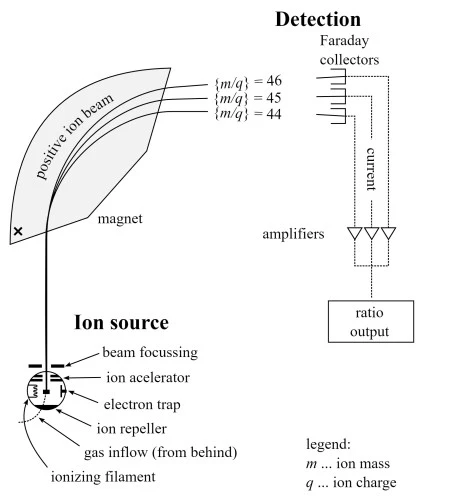 Detection
Faraday
collectors
{m/q} = 46
{m/q} = 45
{m/q} = 44
positive ion beam
current
magnet
amplifiers
ratio
output
Ion source
beam focussing
ion acelerator
electron trap
ion repeller
gas inflow (from behind)
ionizing filament
legend:
m ... ion mass
q ... ion charge